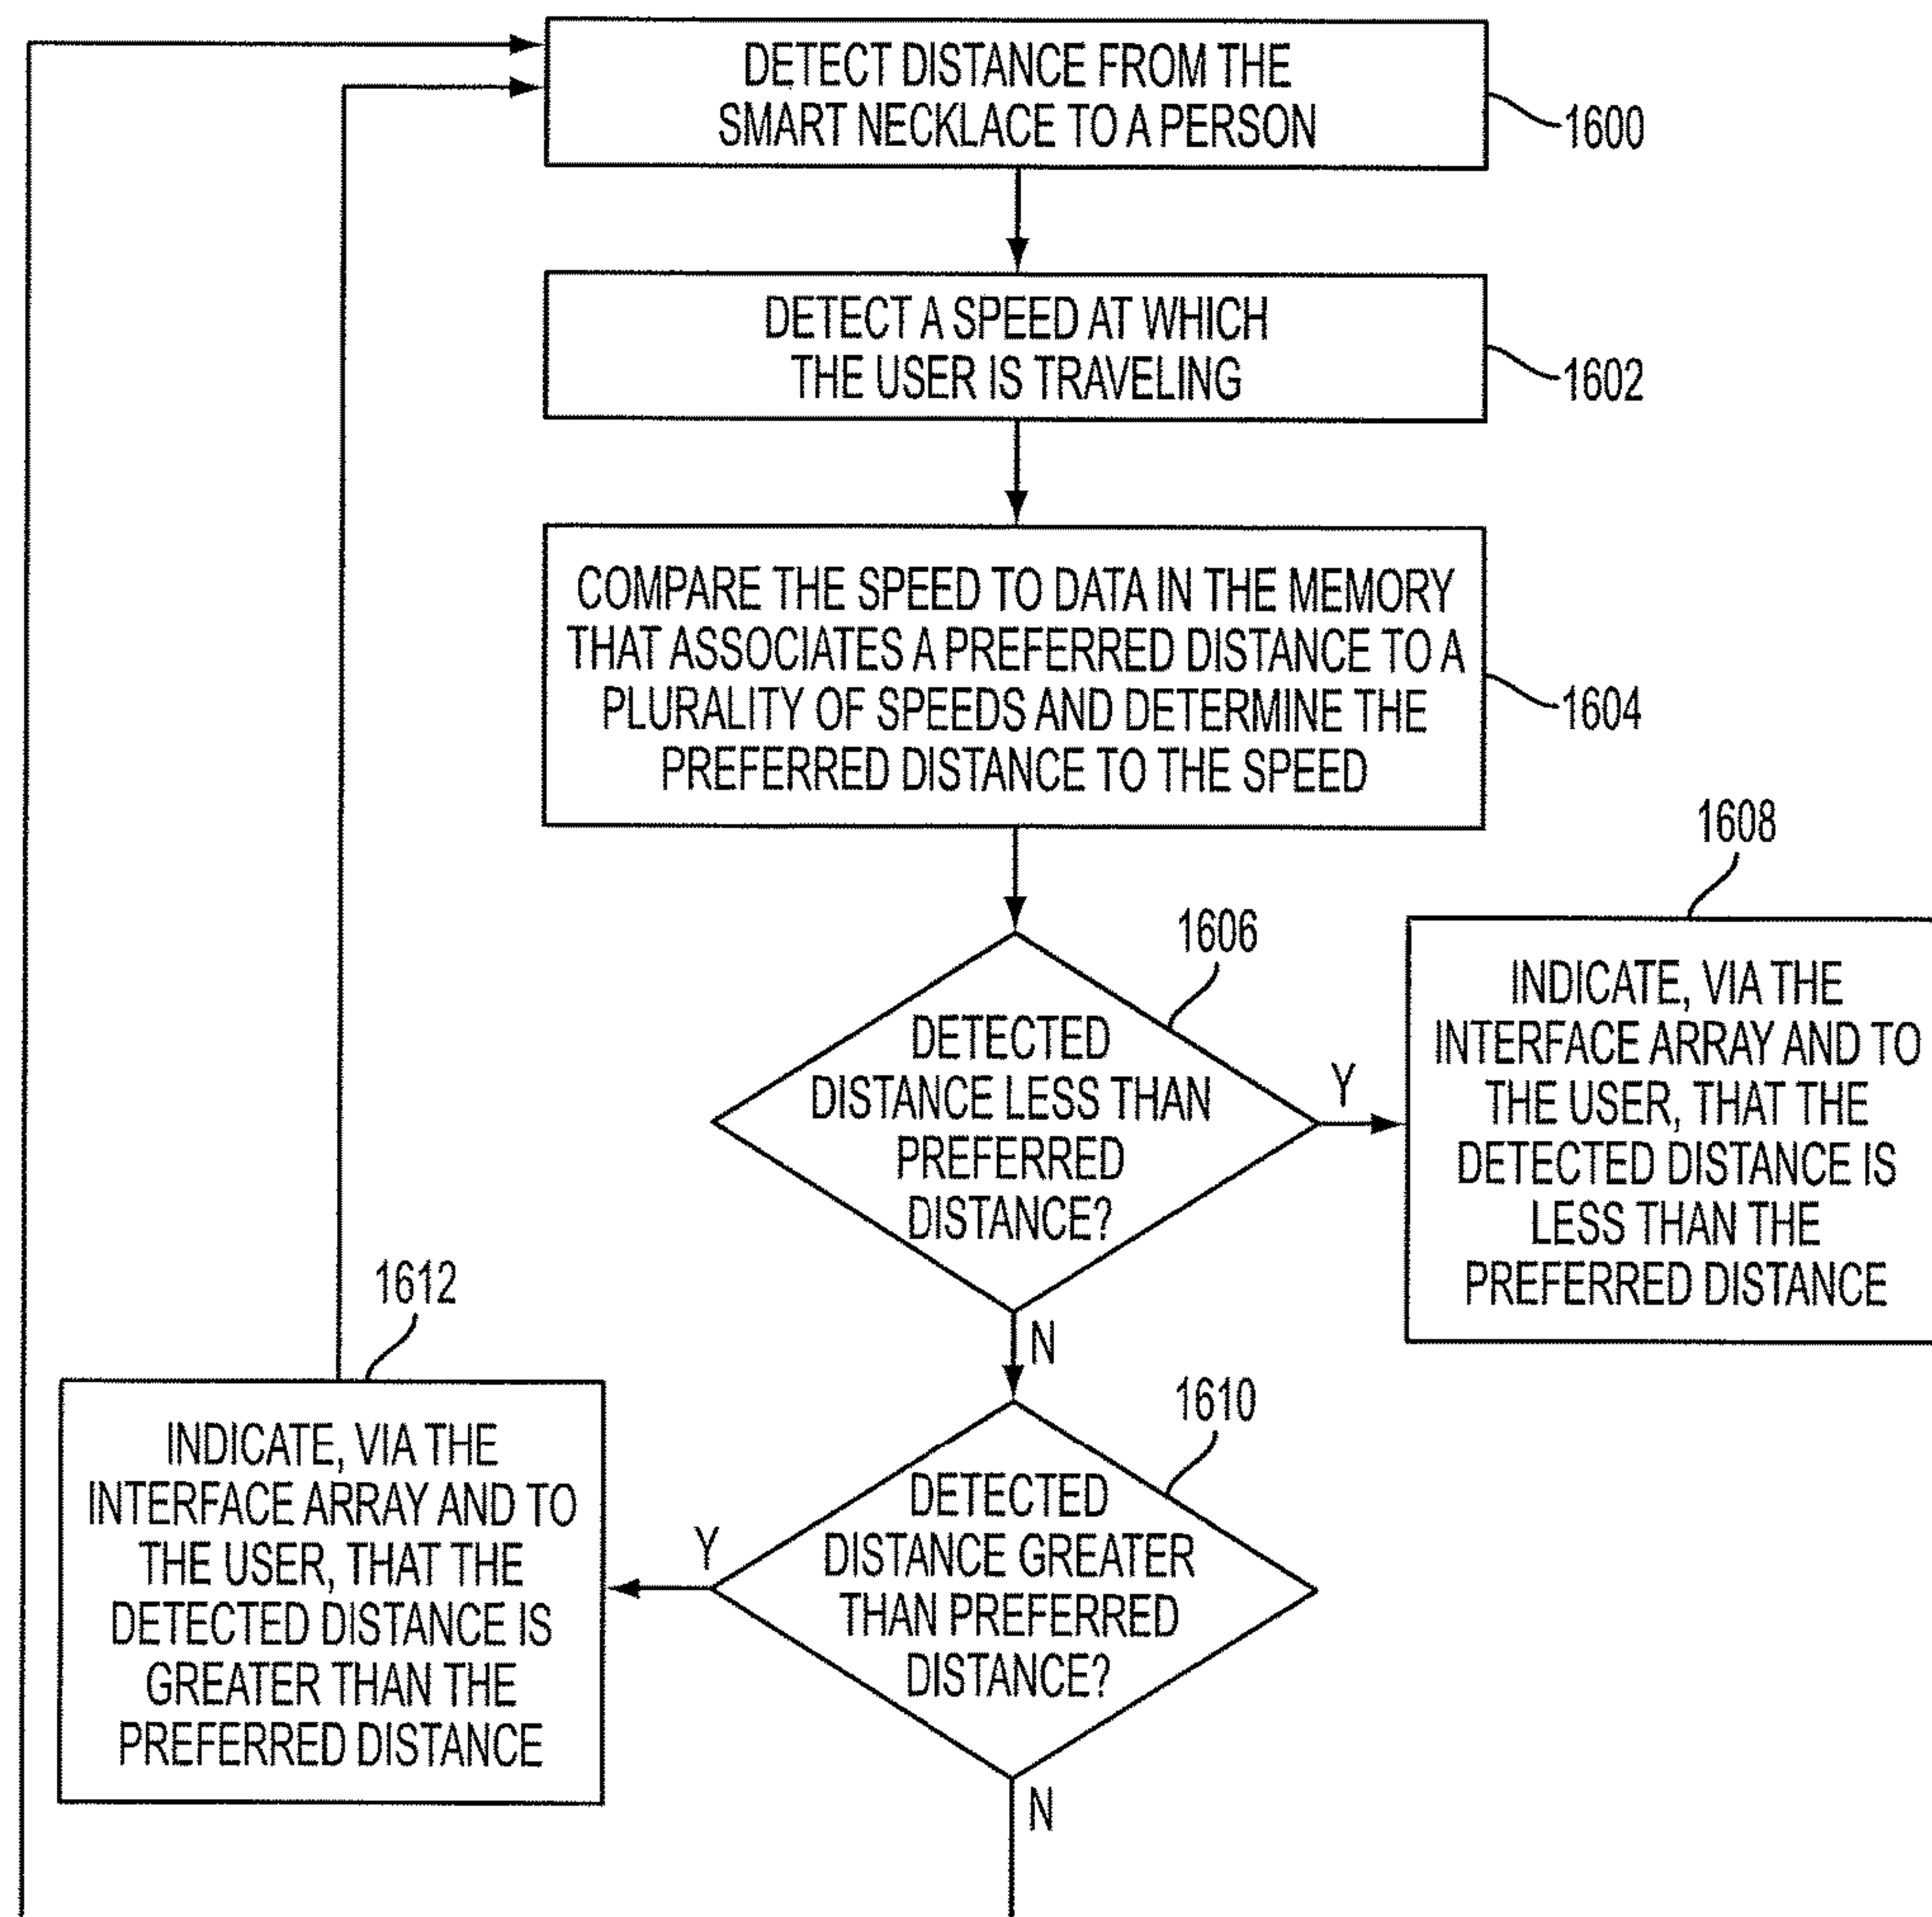 DETECT DISTANCE FROM THE
SMART NECKLACE TO A PERSON
1600
DETECT A SPEED AT WHICH
THE USER IS TRAVELING
1602
COMPARE THE SPEED TO DATA IN THE MEMORY
THAT ASSOCIATES A PREFERRED DISTANCE TO A
PLURALITY OF SPEEDS AND DETERMINE THE
PREFERRED DISTANCE TO THE SPEED
1604
1606
DETECTED
DISTANCE LESS THAN
PREFERRED
DISTANCE?
Y
N
1608
INDICATE, VIA THE
INTERFACE ARRAY AND TO
THE USER, THAT THE
DETECTED DISTANCE IS
LESS THAN THE
PREFERRED DISTANCE
1610
DETECTED
DISTANCE GREATER
THAN PREFERRED
DISTANCE?
Y
N
1612
INDICATE, VIA THE
INTERFACE ARRAY AND TO
THE USER, THAT THE
DETECTED DISTANCE IS
GREATER THAN THE
PREFERRED DISTANCE